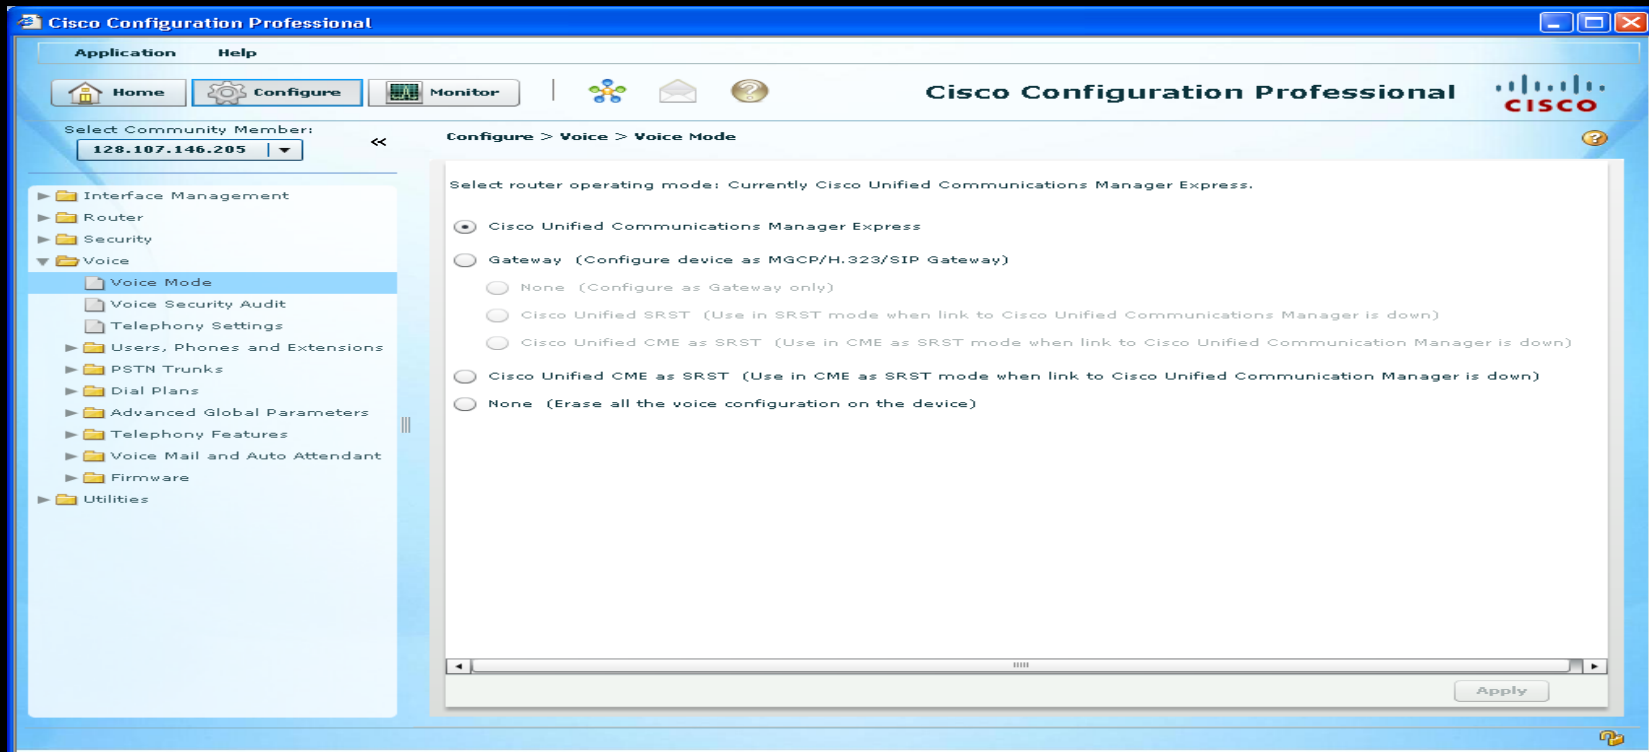 Cisco Configuration Professional
Application Help
Home Configure Monitor Cisco Configuration Professional CISCO
Select Community Member:
128.107.146.205
Configure > Voice > Voice Mode
Interface Management
Router
Security
Voice
Voice Mode
Voice Security Audit
Telephony Settings
Users, Phones and Extensions
PSTN Trunks
Dial Plans
Advanced Global Parameters
Telephony Features
Voice Mail and Auto Attendant
Firmware
Utilities
Select router operating mode: Currently Cisco Unified Communications Manager Express.
Cisco Unified Communications Manager Express
Gateway (Configure device as MGCP/H.323/SIP Gateway)
None (Configure as Gateway only)
Cisco Unified SRST (Use in SRST mode when link to Cisco Unified Communications Manager is down)
Cisco Unified CME as SRST (Use in CME as SRST mode when link to Cisco Unified Communication Manager is down)
Cisco Unified CME as SRST (Use in CME as SRST mode when link to Cisco Unified Communication Manager is down)
None (Erase all the voice configuration on the device)
Apply